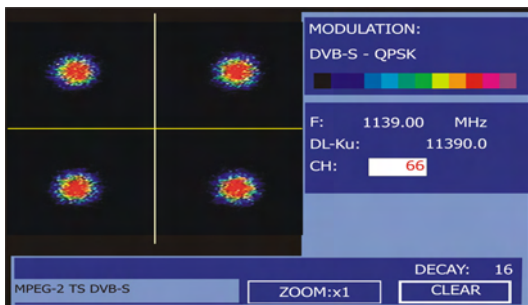 MODULATION:
DVB-S - QPSK
F: 1139.00 MHz
DL-Ku: 11390.0
CH: 66
DECAY: 16
MPEG-2 TS DVB-S
ZOOM:x1
CLEAR